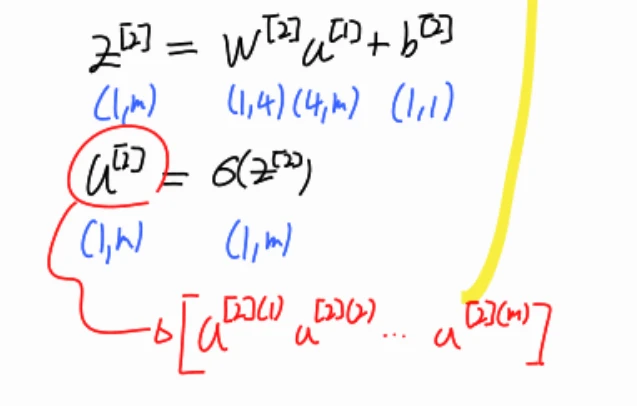 z^[2] = W^[2] a^[1] + b^[2]
(1,m) (1,4) (4,m) (1,1)
a^[2] = σ(z^[2])
(1,m) (1,m)
[a^[2](1) a^[2](2) ... a^[2](m)]